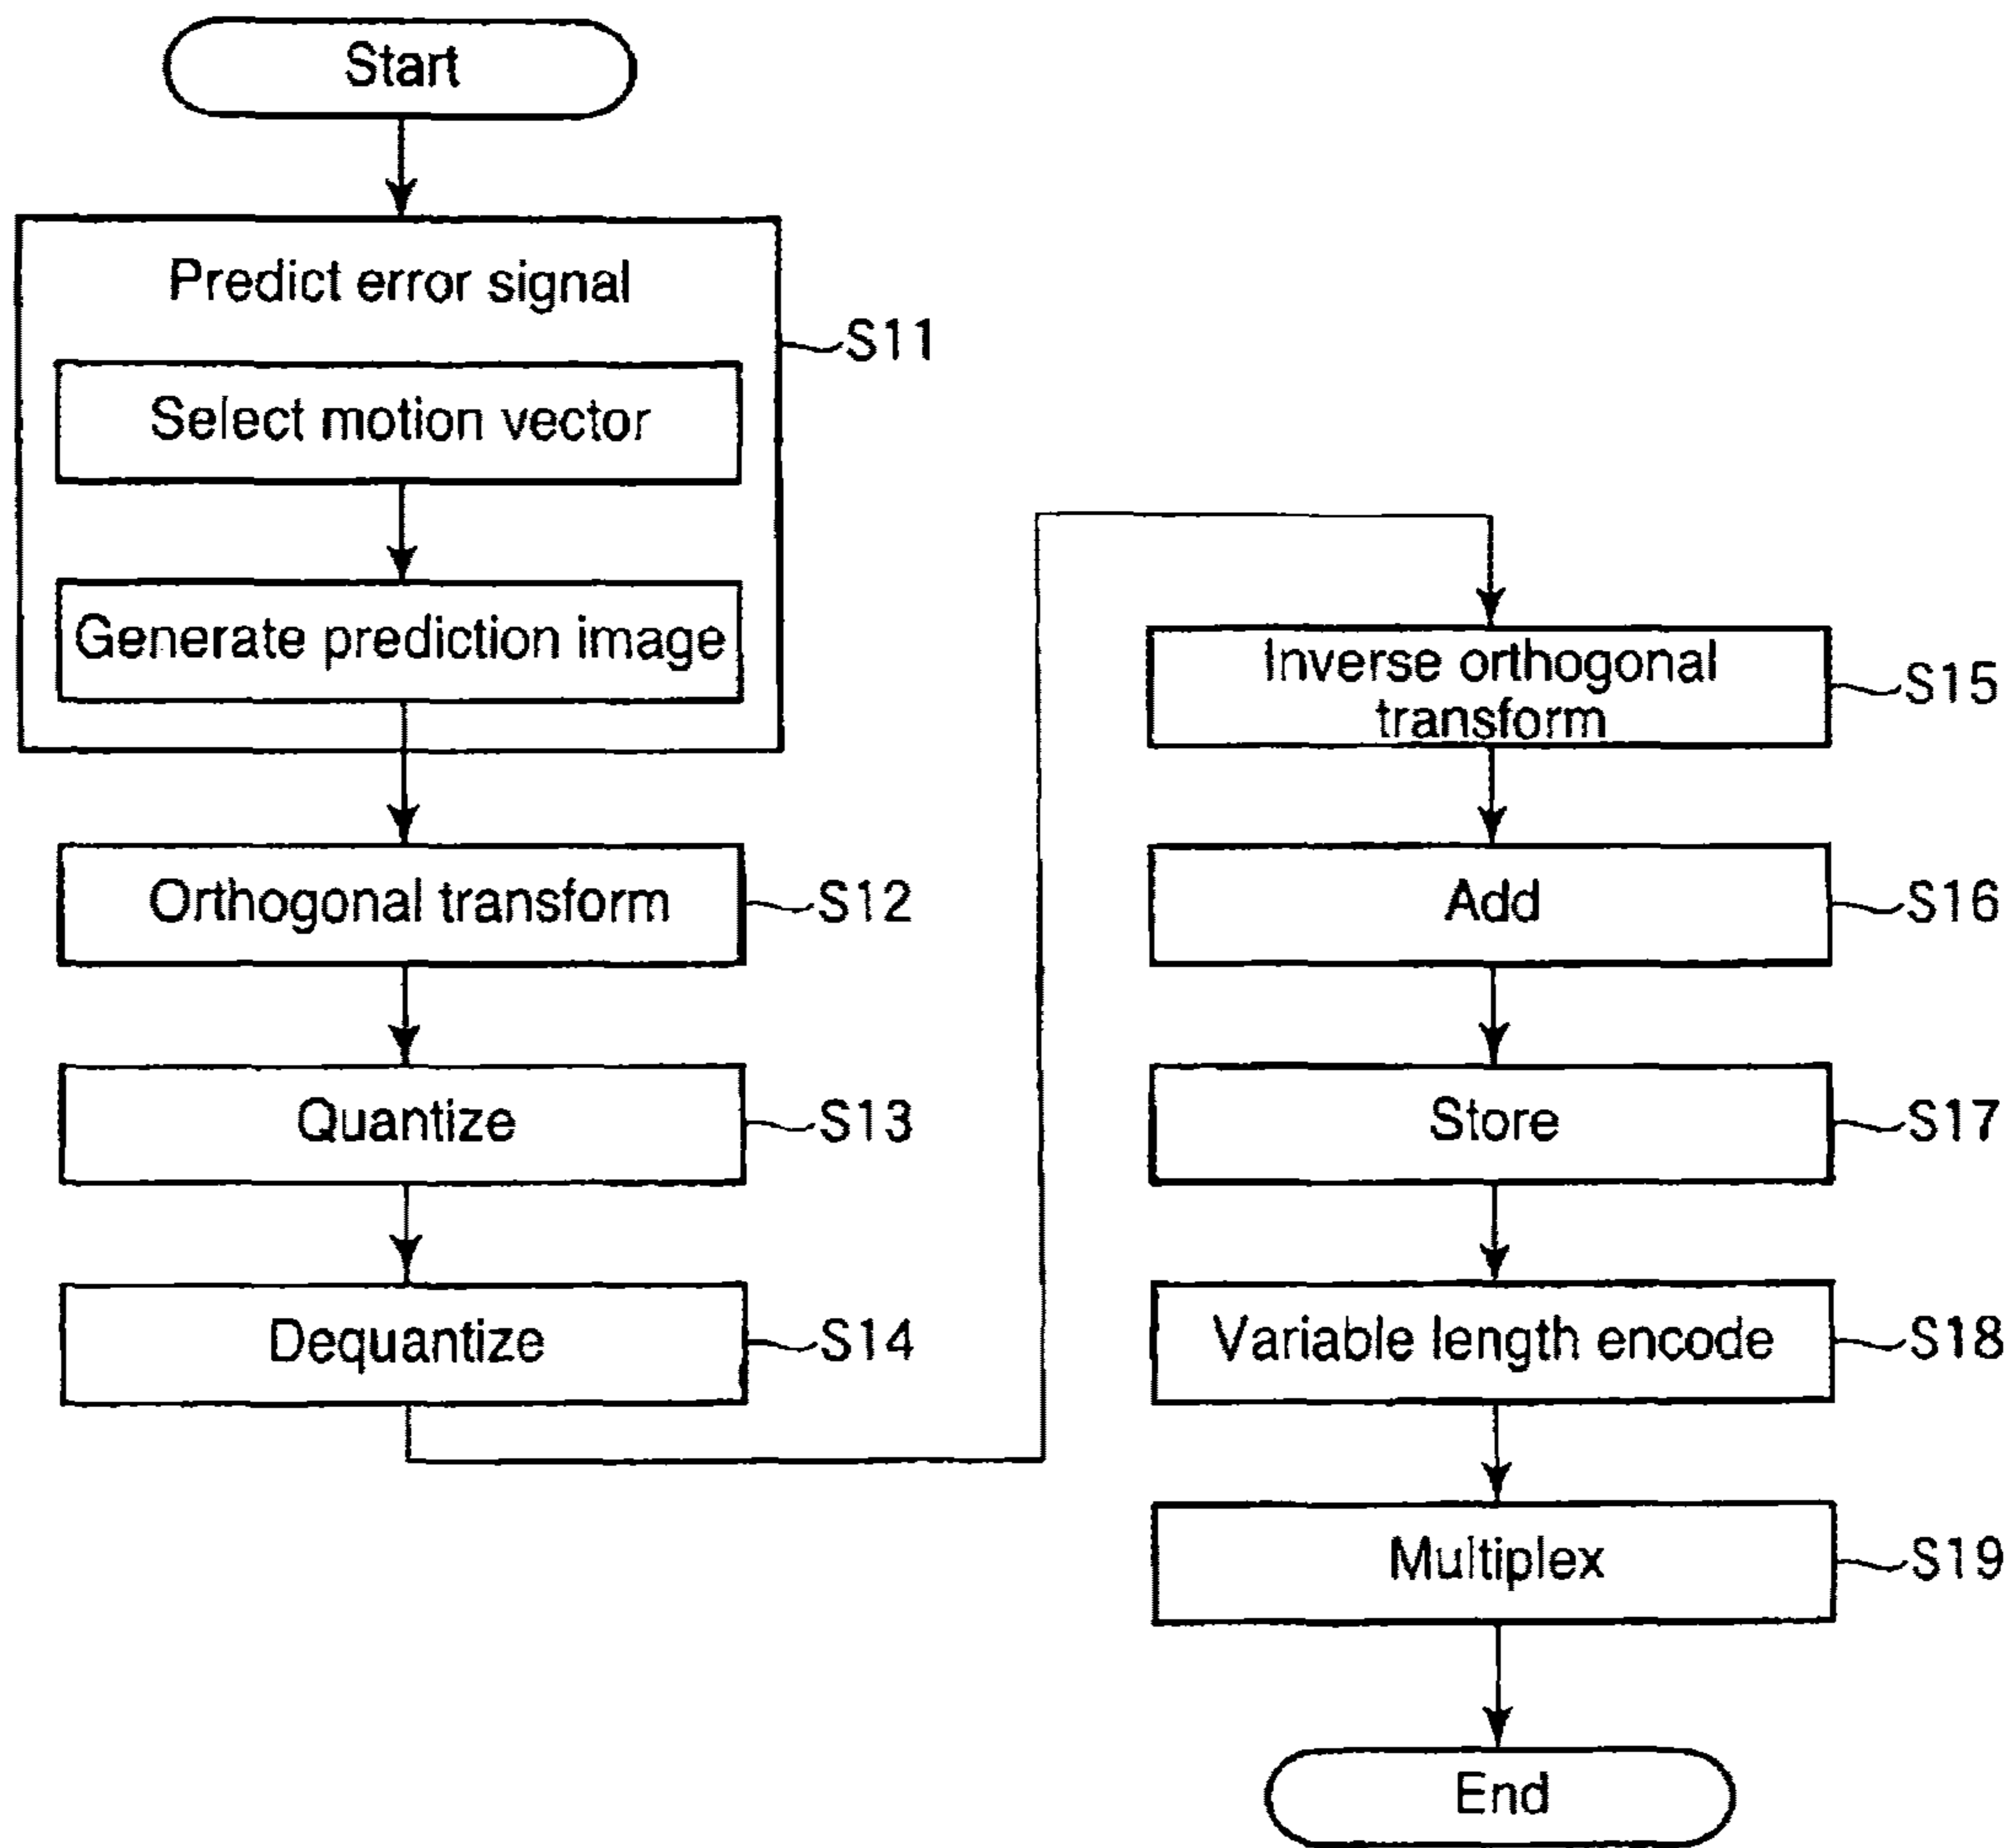 Start
Predict error signal
S11
Select motion vector
Generate prediction image
Orthogonal transform
S12
Quantize
S13
Dequantize
S14
Inverse orthogonal
transform
S15
Add
S16
Store
S17
Variable length encode
S18
Multiplex
S19
End